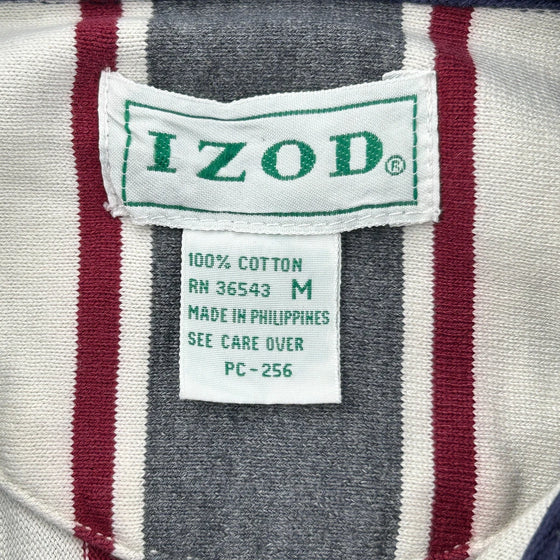 IZOD®
100% COTTON
RN 36543 M
MADE IN PHILIPPINES
SEE CARE OVER
PC-256